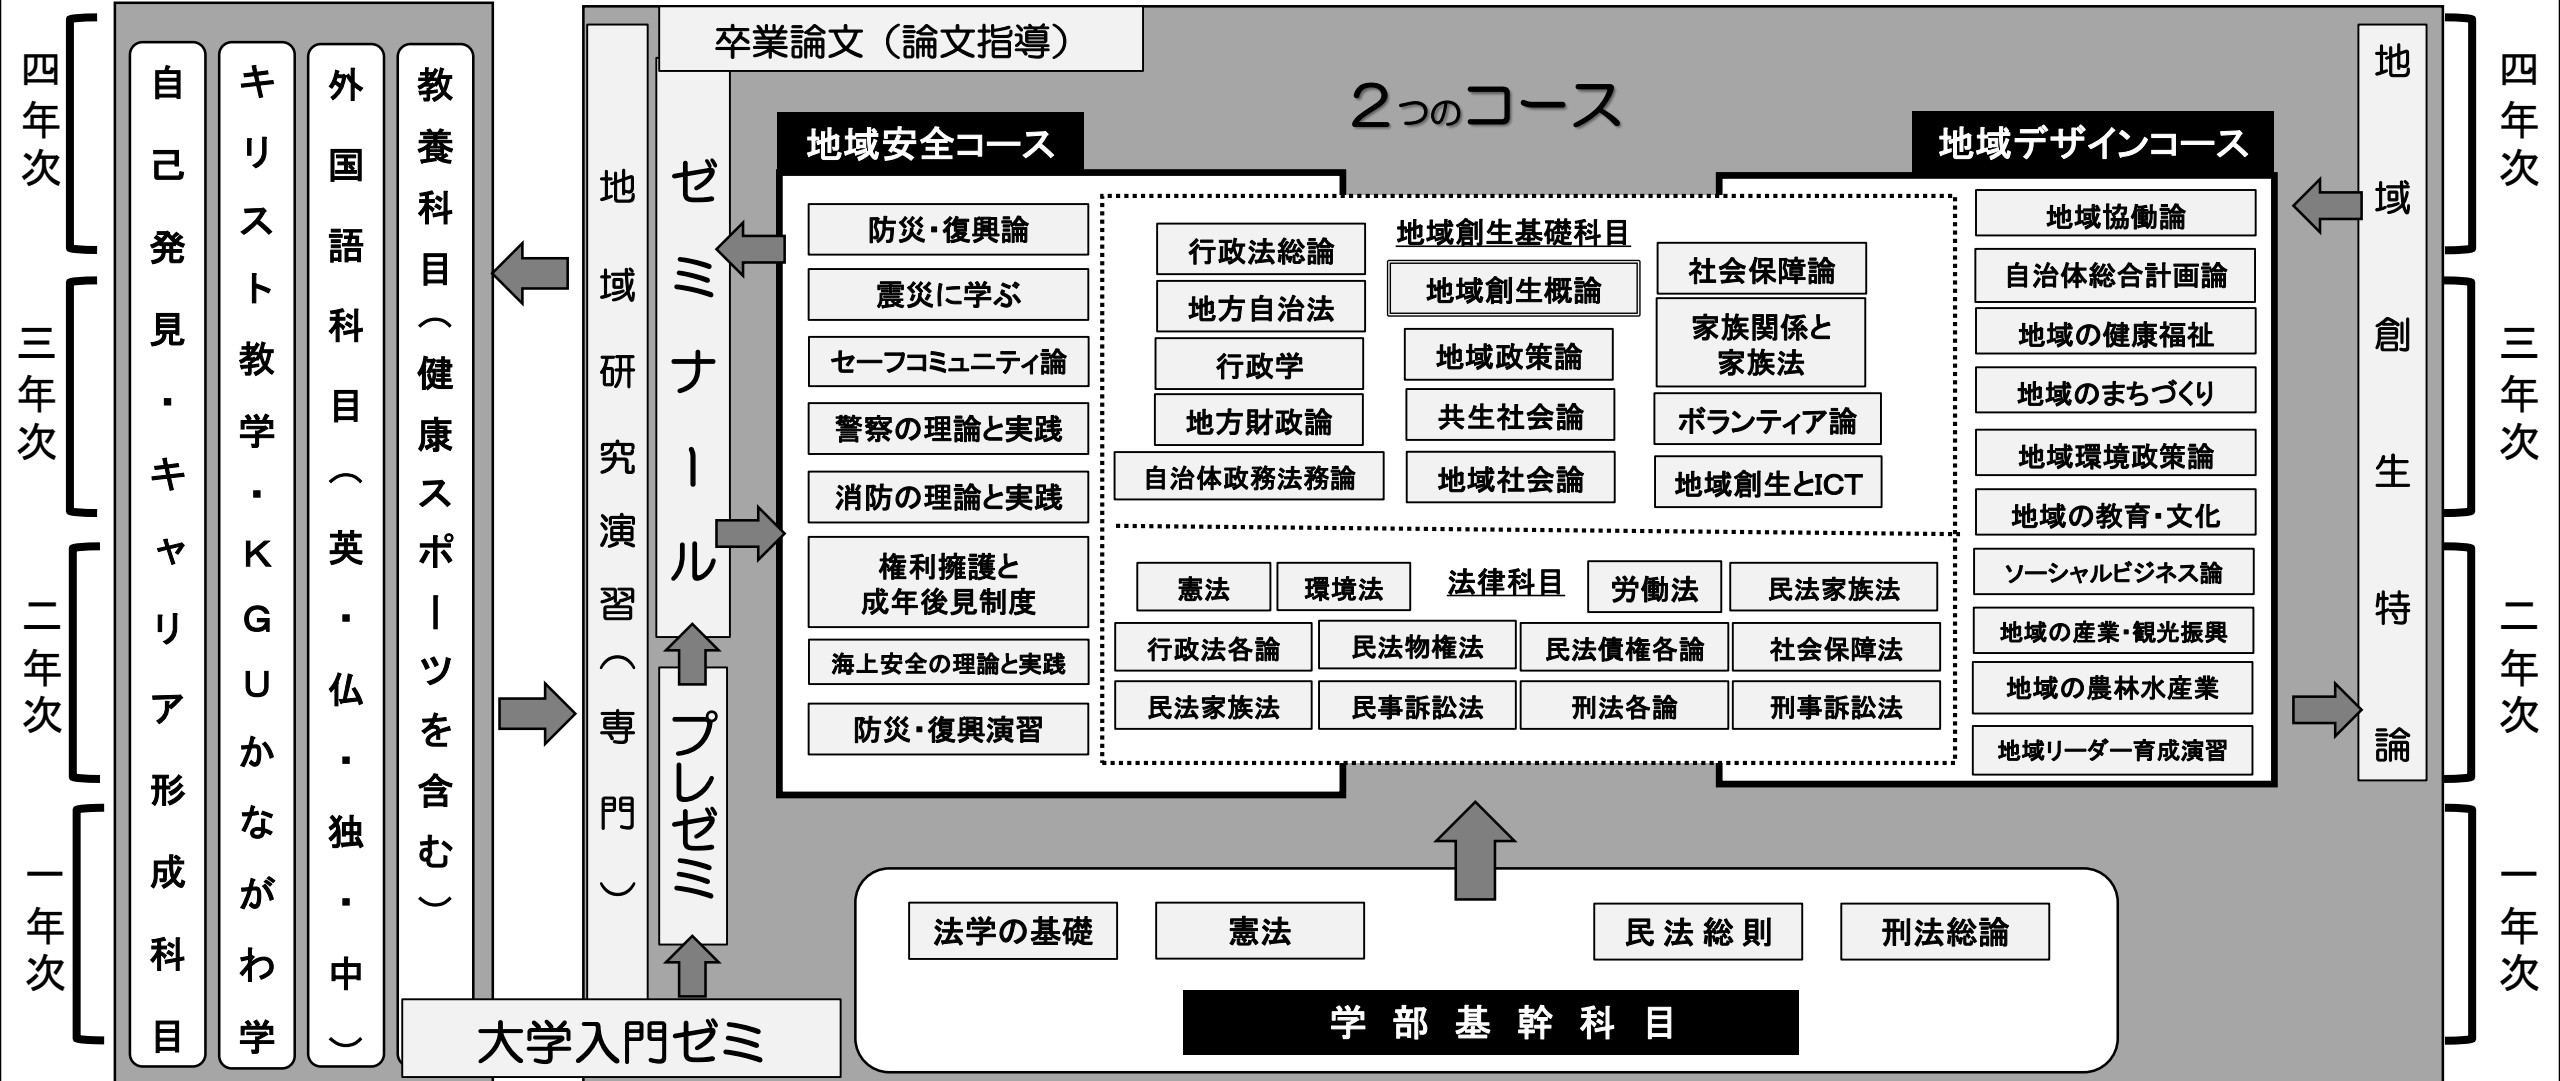 四年次
三年次
二年次
一年次
自己発見・キャリア形成科目
キリスト教学・KGUかながわ学
外国語科目（英・仏・独・中）
教養科目（健康スポーツを含む）
大学入門ゼミ
地域研究演習（専門）
卒業論文（論文指導）
ゼミナール
プレゼミ
2つのコース
地域安全コース
防災・復興論
震災に学ぶ
セーフコミュニティ論
警察の理論と実践
消防の理論と実践
権利擁護と
成年後見制度
海上安全の理論と実践
防災・復興演習
地域創生基礎科目
行政法総論
地方自治法
行政学
地方財政論
自治体政務法務論
地域創生概論
地域政策論
共生社会論
地域社会論
社会保障論
家族関係と
家族法
ボランティア論
地域創生とICT
法律科目
憲法
環境法
労働法
民法家族法
行政法各論
民法物権法
民法債権各論
社会保障法
民法家族法
民事訴訟法
刑法各論
刑事訴訟法
地域デザインコース
地域協働論
自治体総合計画論
地域の健康福祉
地域のまちづくり
地域環境政策論
地域の教育・文化
ソーシャルビジネス論
地域の産業・観光振興
地域の農林水産業
地域リーダー育成演習
法学の基礎
憲法
民法総則
刑法総論
学部基幹科目
地域創生特論
四年次
三年次
二年次
一年次